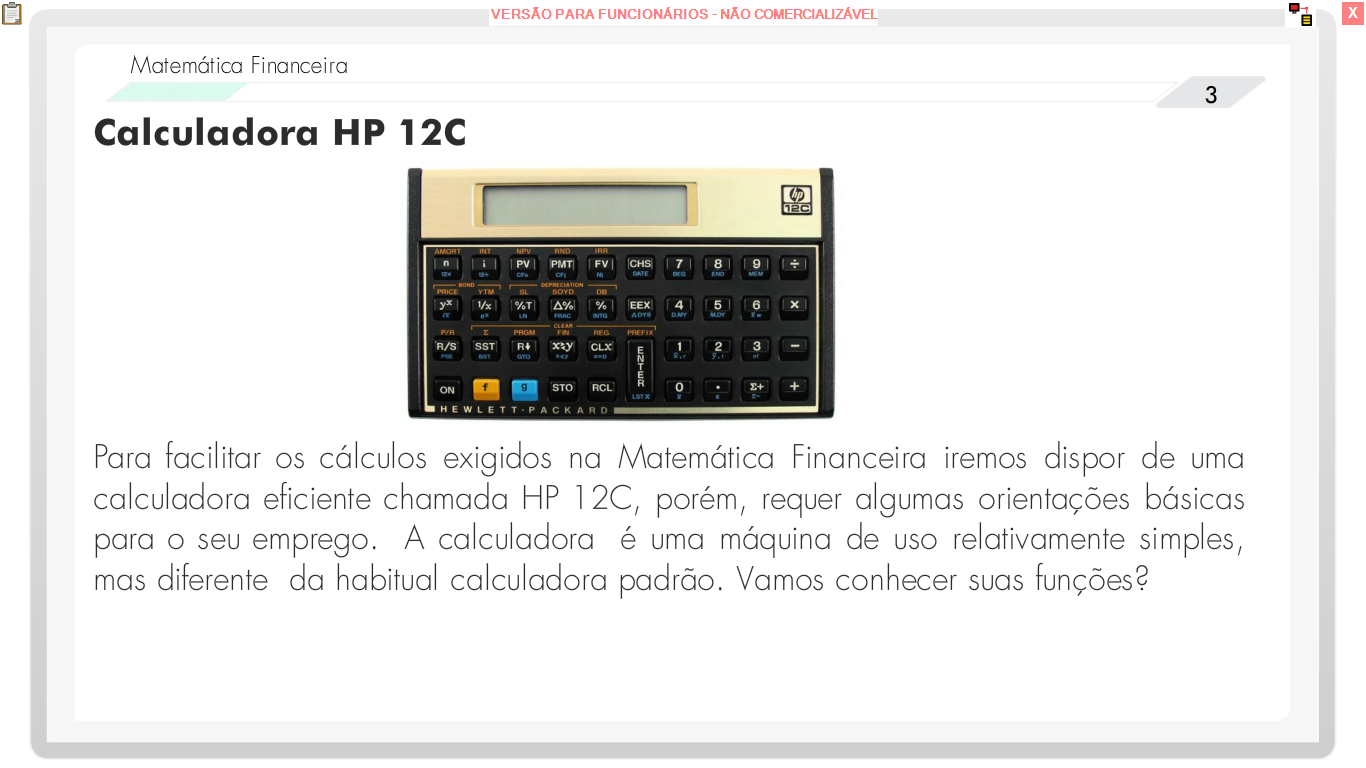 VERSÃO PARA FUNCIONÁRIOS - NÃO COMERCIALIZÁVEL
X
Matemática Financeira
3
Calculadora HP 12C
hp
12C
AMORT INT NPV RND IRR
n i PV PMT FV CHS 7 8 9 ÷
12× 12÷ CFo CFj Nj DATE BEG END MEM
BOND DEPRECIATION
PRICE YTM SL SOYD DB
yˣ 1/x %T Δ% % EEX 4 5 6 ×
LN FRAC INTG ΔDYS D.MY M.DY
CLEAR
P/R Σ PRGM FIN REG PREFIX
R/S SST R↓ x≷y CLx ENTER 1 2 3 −
PSE BST GTO x≤y x=0
ON f g STO RCL 0 . Σ+ +
LST X Σ−
HEWLETT·PACKARD
Para facilitar os cálculos exigidos na Matemática Financeira iremos dispor de uma
calculadora eficiente chamada HP 12C, porém, requer algumas orientações básicas
para o seu emprego. A calculadora é uma máquina de uso relativamente simples,
mas diferente da habitual calculadora padrão. Vamos conhecer suas funções?